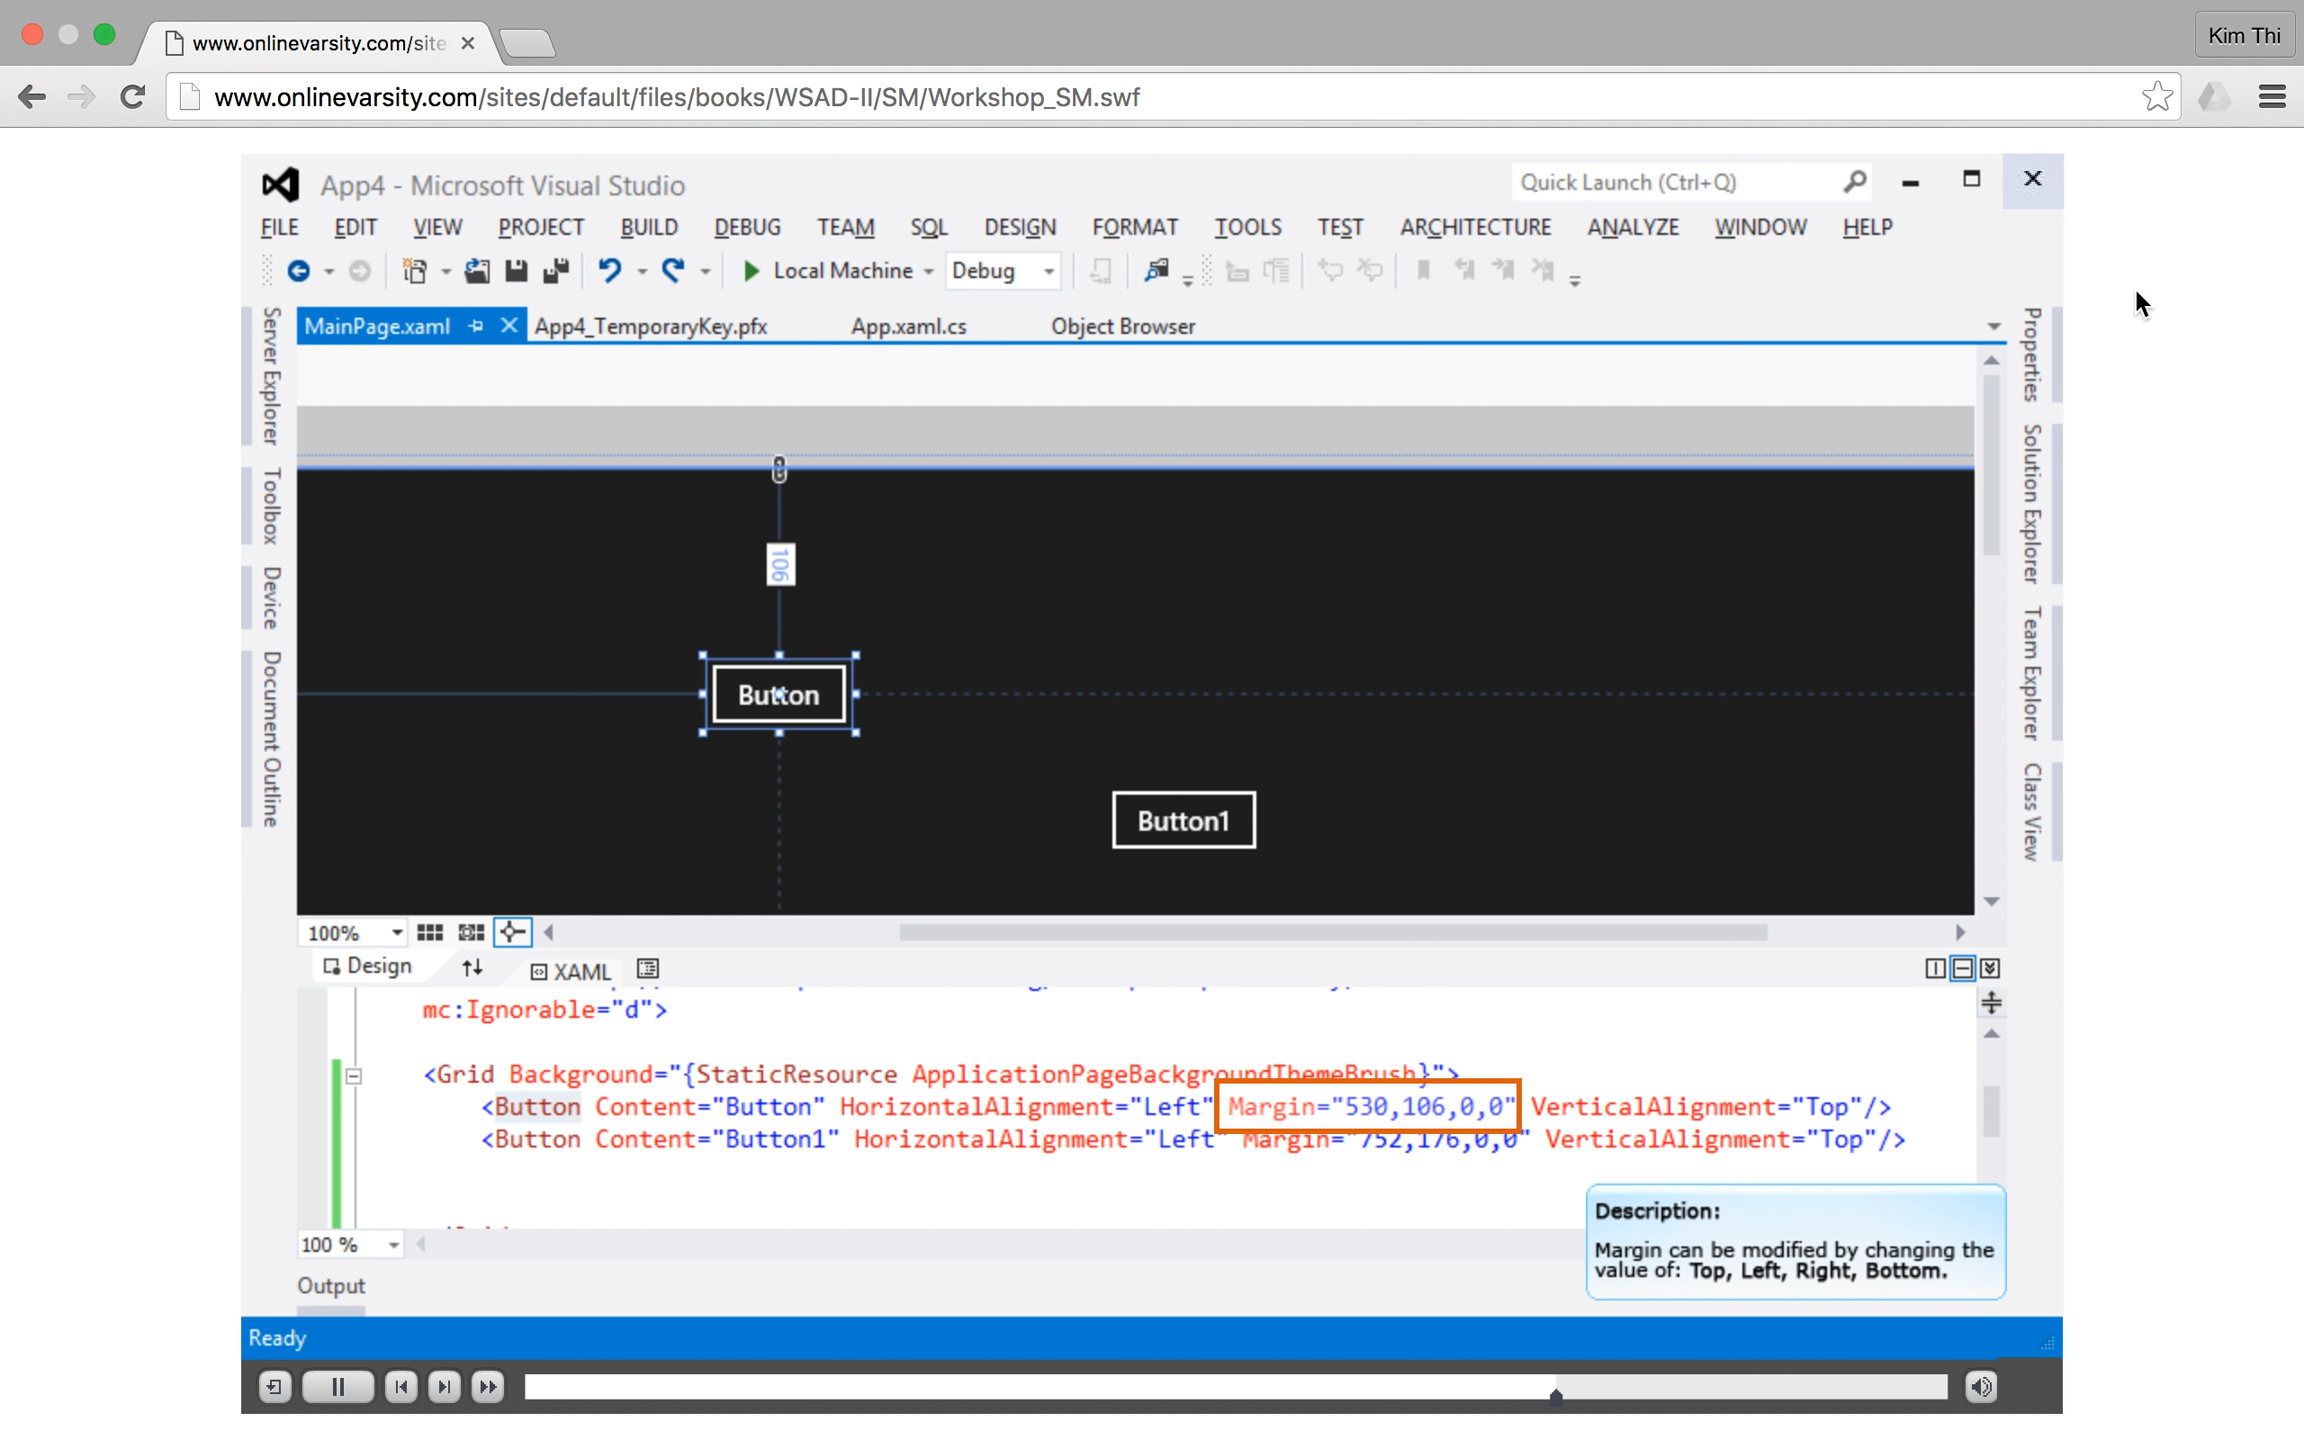 www.onlinevarsity.com/site
Kim Thi
www.onlinevarsity.com/sites/default/files/books/WSAD-II/SM/Workshop_SM.swf
App4 - Microsoft Visual Studio
Quick Launch (Ctrl+Q)
FILE EDIT VIEW PROJECT BUILD DEBUG TEAM SQL DESIGN FORMAT TOOLS TEST ARCHITECTURE ANALYZE WINDOW HELP
Local Machine Debug
MainPage.xaml App4_TemporaryKey.pfx App.xaml.cs Object Browser
Server Explorer
Toolbox
Device
Document Outline
Properties
Solution Explorer
Team Explorer
Class View
106
Button
Button1
100%
Design XAML
mc:Ignorable="d">
<Grid Background="{StaticResource ApplicationPageBackgroundThemeBrush}">
<Button Content="Button" HorizontalAlignment="Left" Margin="530,106,0,0" VerticalAlignment="Top"/>
<Button Content="Button1" HorizontalAlignment="Left" Margin="752,176,0,0" VerticalAlignment="Top"/>
100 %
Description:
Margin can be modified by changing the
value of: Top, Left, Right, Bottom.
Output
Ready